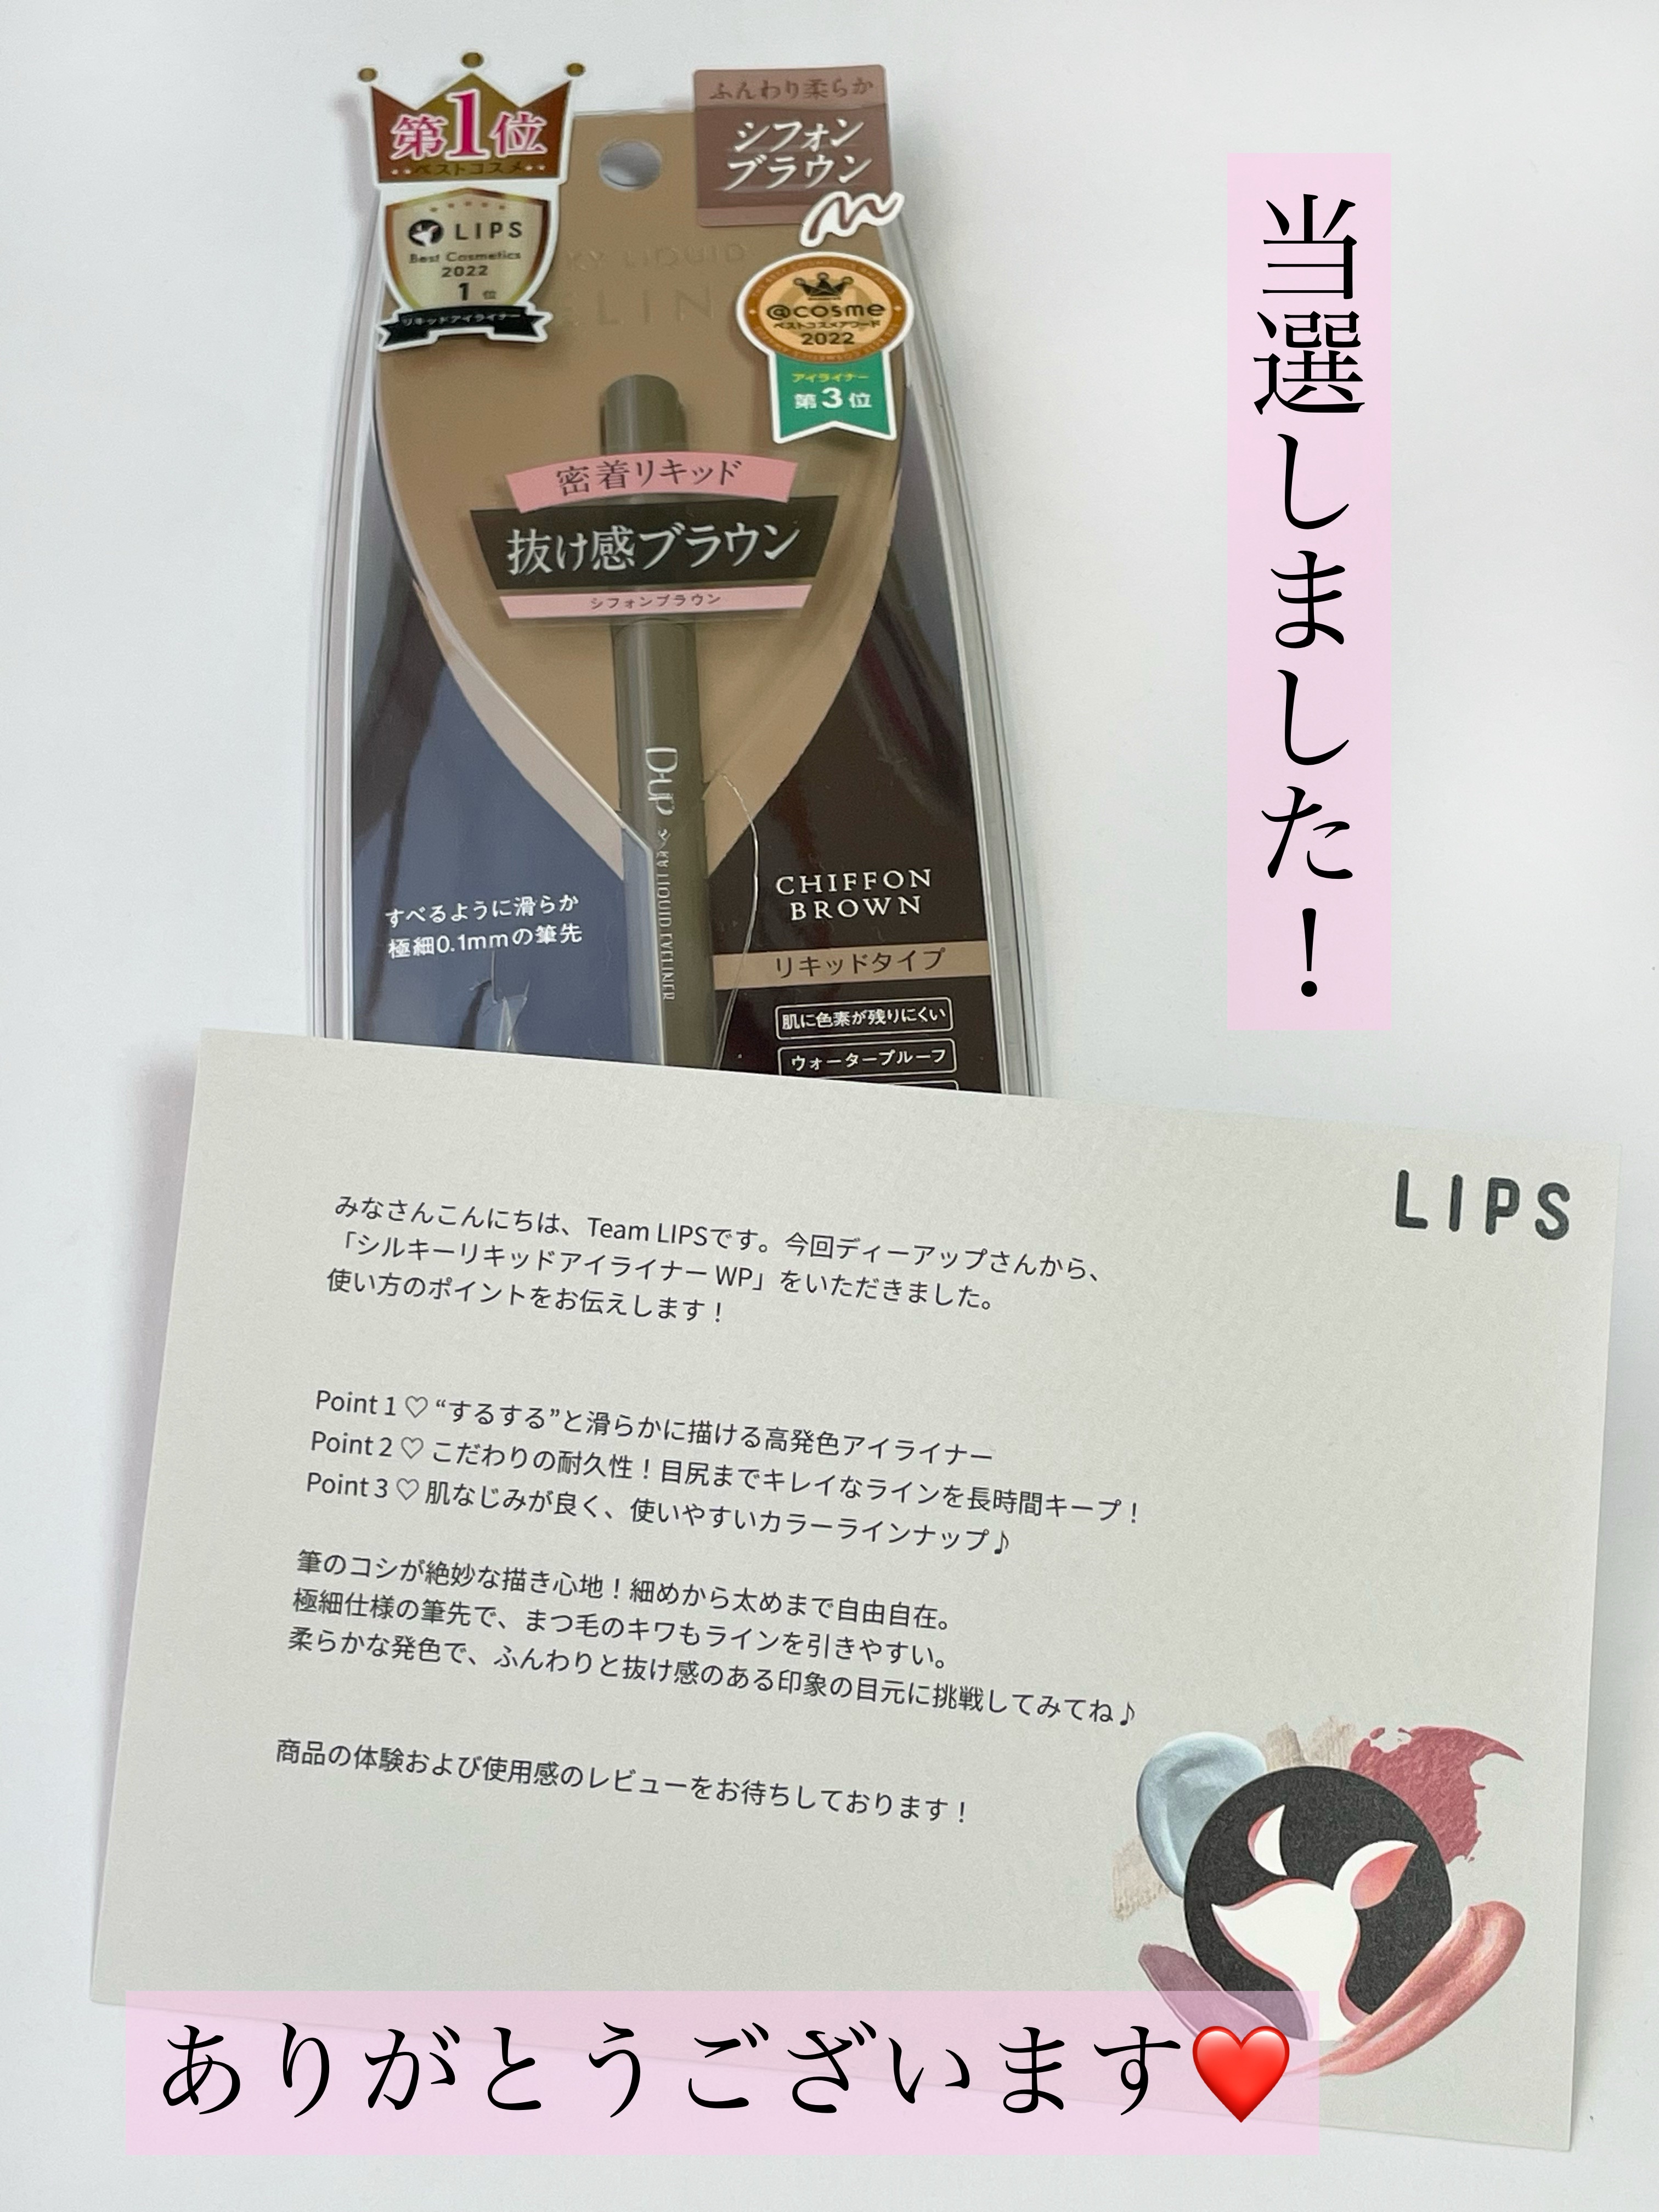 第1位
ベストコスメ
LIPS
Best Cosmetics
2022
1位
リキッドアイライナー
ふんわり柔らか
シフォン
ブラウン
LIQUID
@cosme
ベストコスメアワード
2022
アイライナー
第3位
密着リキッド
抜け感ブラウン
シフォンブラウン
D-UP
LIQUID EYELINER
すべるように滑らか
極細0.1mmの筆先
CHIFFON
BROWN
リキッドタイプ
肌に色素が残りにくい
ウォータープルーフ
当選しました！
LIPS
みなさんこんにちは、Team LIPSです。今回ディーアップさんから、
「シルキーリキッドアイライナー WP」をいただきました。
使い方のポイントをお伝えします！
Point 1 ♡ “するする”と滑らかに描ける高発色アイライナー
Point 2 ♡ こだわりの耐久性！目尻までキレイなラインを長時間キープ！
Point 3 ♡ 肌なじみが良く、使いやすいカラーラインナップ♪
筆のコシが絶妙な描き心地！細めから太めまで自由自在。
極細仕様の筆先で、まつ毛のキワもラインを引きやすい。
柔らかな発色で、ふんわりと抜け感のある印象の目元に挑戦してみてね♪
商品の体験および使用感のレビューをお待ちしております！
ありがとうございます❤️